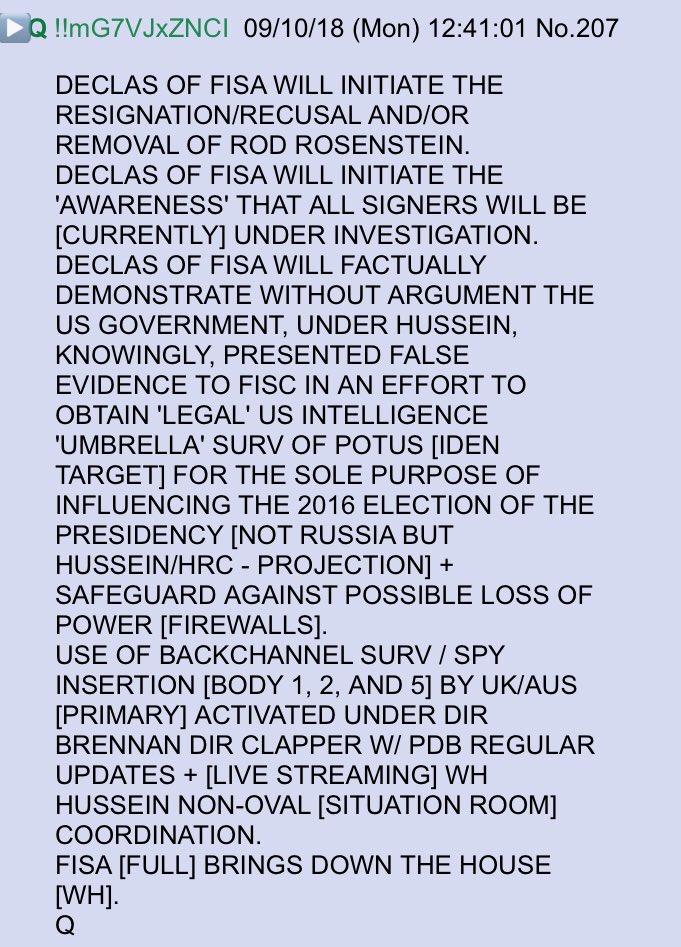 Q !!mG7VJxZNCI 09/10/18 (Mon) 12:41:01 No.207
DECLAS OF FISA WILL INITIATE THE
RESIGNATION/RECUSAL AND/OR
REMOVAL OF ROD ROSENSTEIN.
DECLAS OF FISA WILL INITIATE THE
'AWARENESS' THAT ALL SIGNERS WILL BE
[CURRENTLY] UNDER INVESTIGATION.
DECLAS OF FISA WILL FACTUALLY
DEMONSTRATE WITHOUT ARGUMENT THE
US GOVERNMENT, UNDER HUSSEIN,
KNOWINGLY, PRESENTED FALSE
EVIDENCE TO FISC IN AN EFFORT TO
OBTAIN 'LEGAL' US INTELLIGENCE
'UMBRELLA' SURV OF POTUS [IDEN
TARGET] FOR THE SOLE PURPOSE OF
INFLUENCING THE 2016 ELECTION OF THE
PRESIDENCY [NOT RUSSIA BUT
HUSSEIN/HRC - PROJECTION] +
SAFEGUARD AGAINST POSSIBLE LOSS OF
POWER [FIREWALLS].
USE OF BACKCHANNEL SURV / SPY
INSERTION [BODY 1, 2, AND 5] BY UK/AUS
[PRIMARY] ACTIVATED UNDER DIR
BRENNAN DIR CLAPPER W/ PDB REGULAR
UPDATES + [LIVE STREAMING] WH
HUSSEIN NON-OVAL [SITUATION ROOM]
COORDINATION.
FISA [FULL] BRINGS DOWN THE HOUSE
[WH].
Q